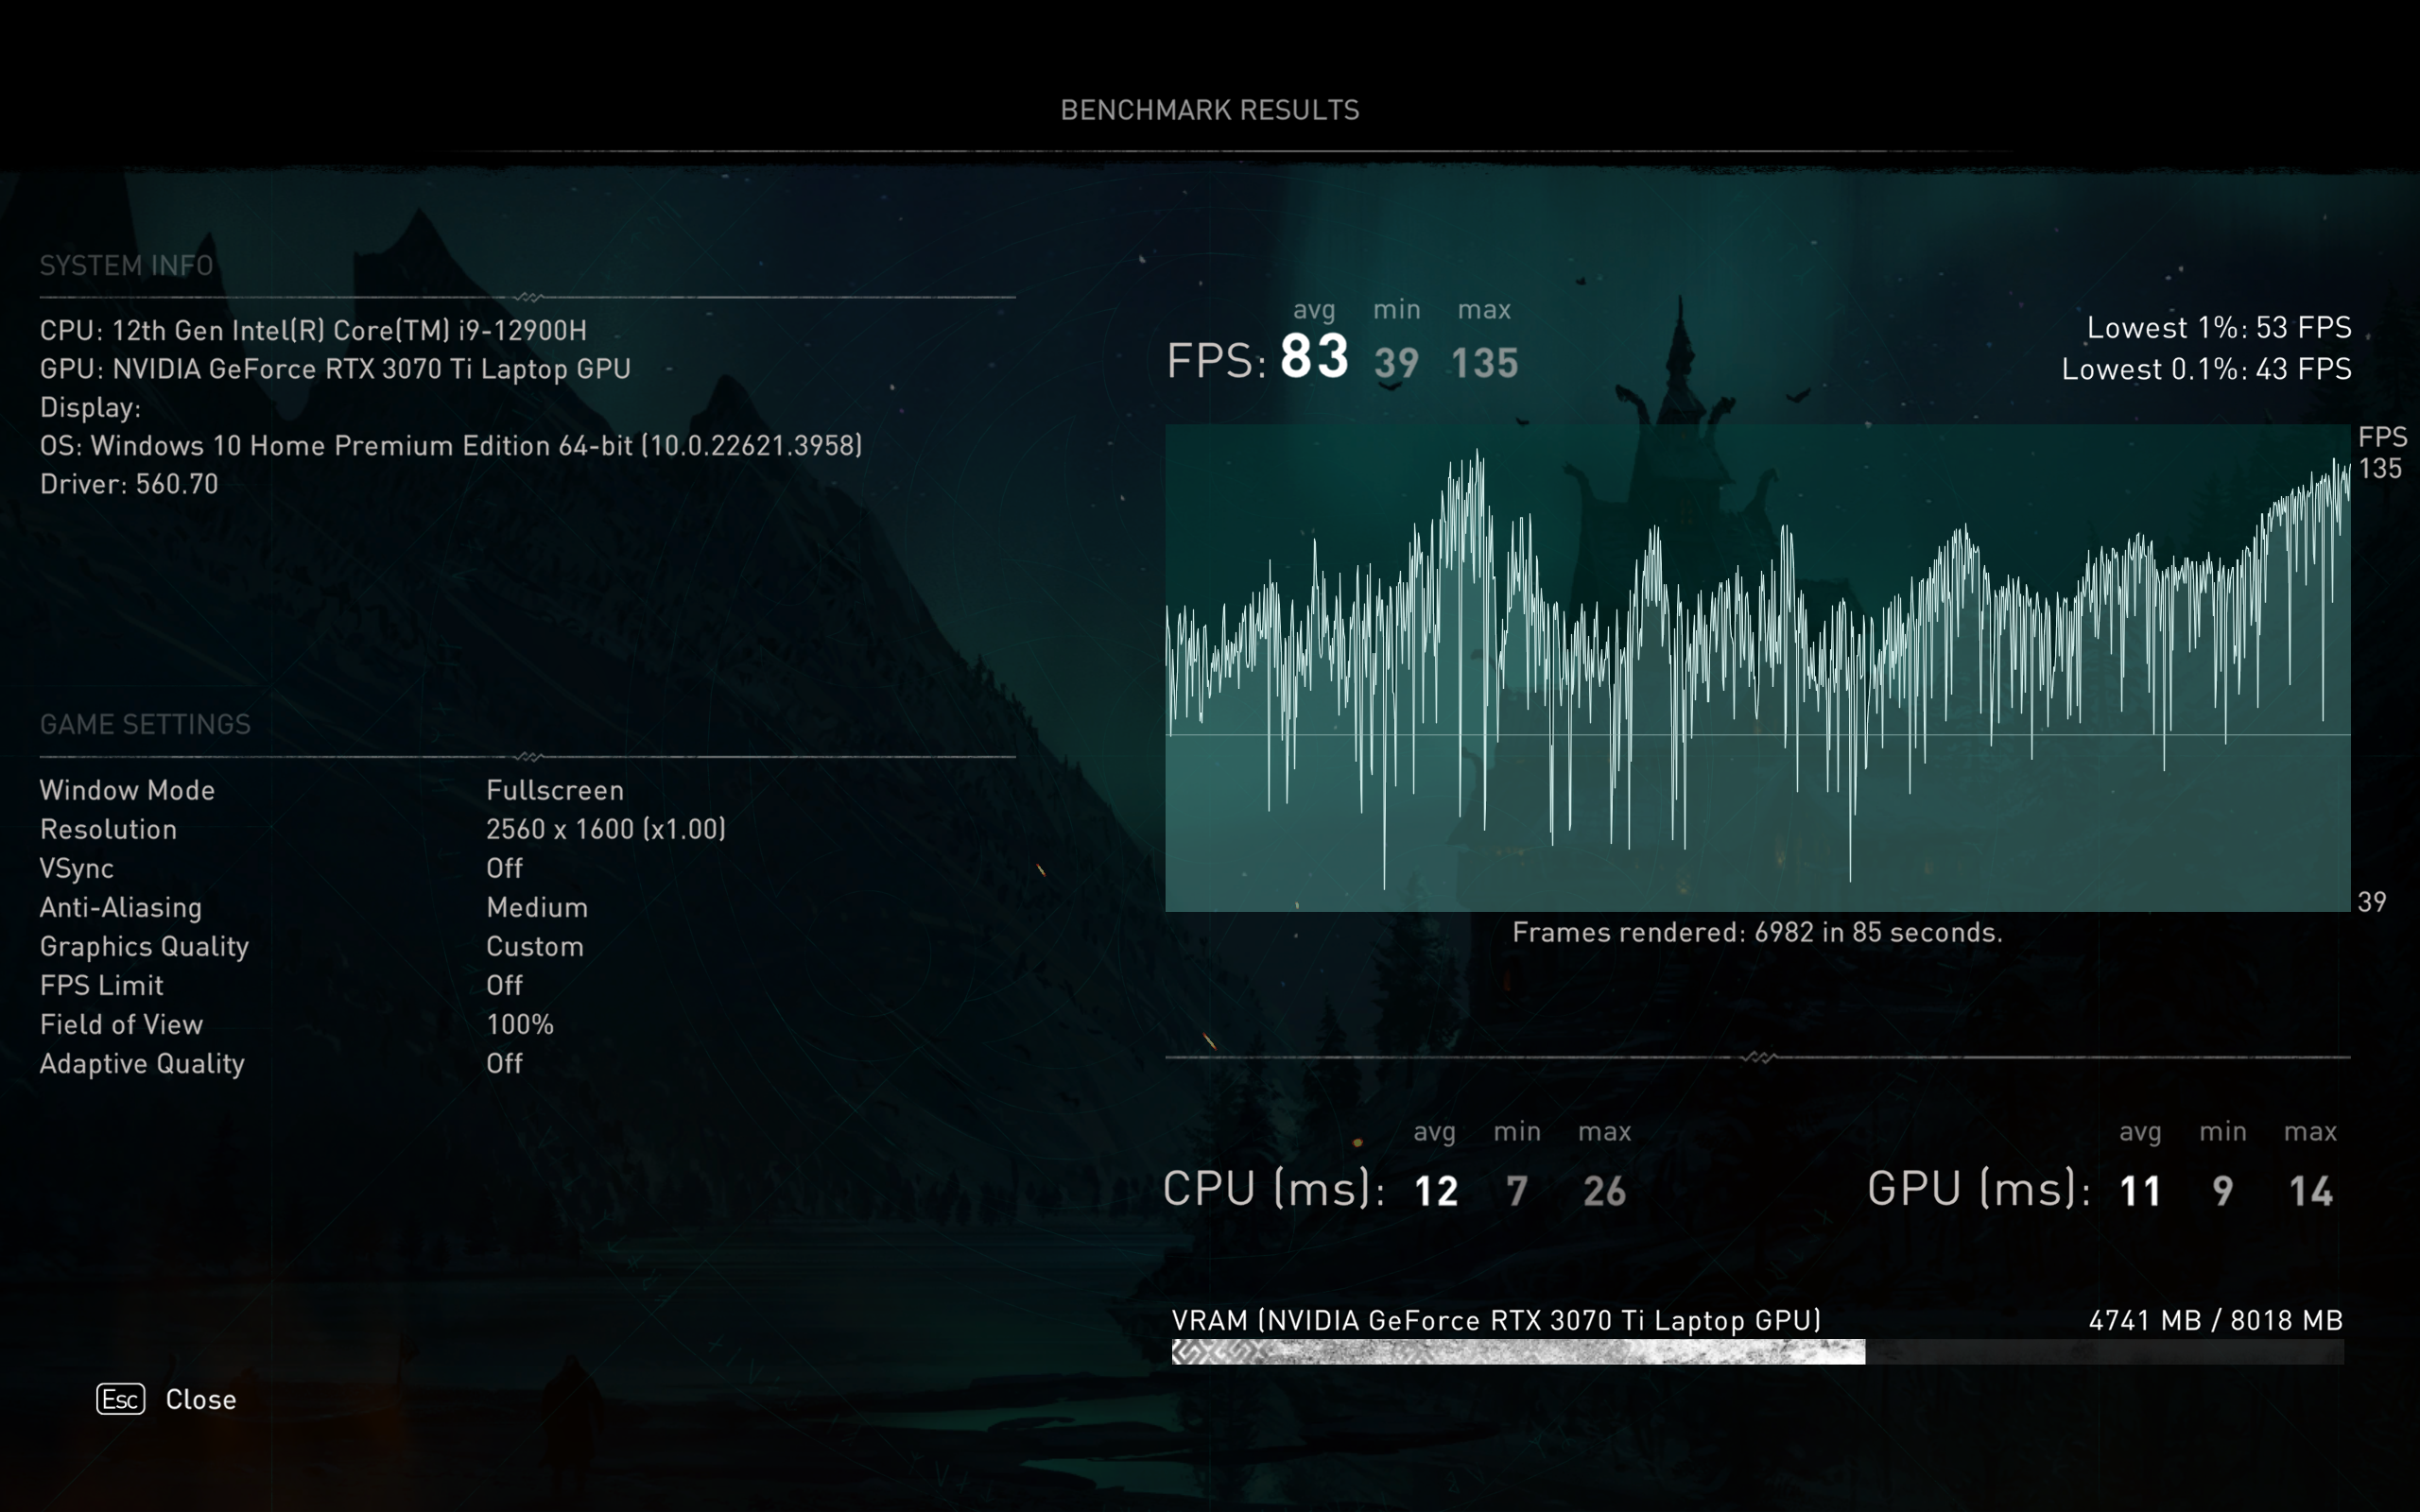 BENCHMARK RESULTS
SYSTEM INFO
CPU: 12th Gen Intel(R) Core(TM) i9-12900H
GPU: NVIDIA GeForce RTX 3070 Ti Laptop GPU
Display:
OS: Windows 10 Home Premium Edition 64-bit (10.0.22621.3958)
Driver: 560.70
GAME SETTINGS
Window Mode Fullscreen
Resolution 2560 x 1600 (x1.00)
VSync Off
Anti-Aliasing Medium
Graphics Quality Custom
FPS Limit Off
Field of View 100%
Adaptive Quality Off
avg min max
FPS: 83 39 135
Lowest 1%: 53 FPS
Lowest 0.1%: 43 FPS
FPS
135
39
Frames rendered: 6982 in 85 seconds.
avg min max
CPU (ms): 12 7 26
avg min max
GPU (ms): 11 9 14
VRAM (NVIDIA GeForce RTX 3070 Ti Laptop GPU) 4741 MB / 8018 MB
Esc Close